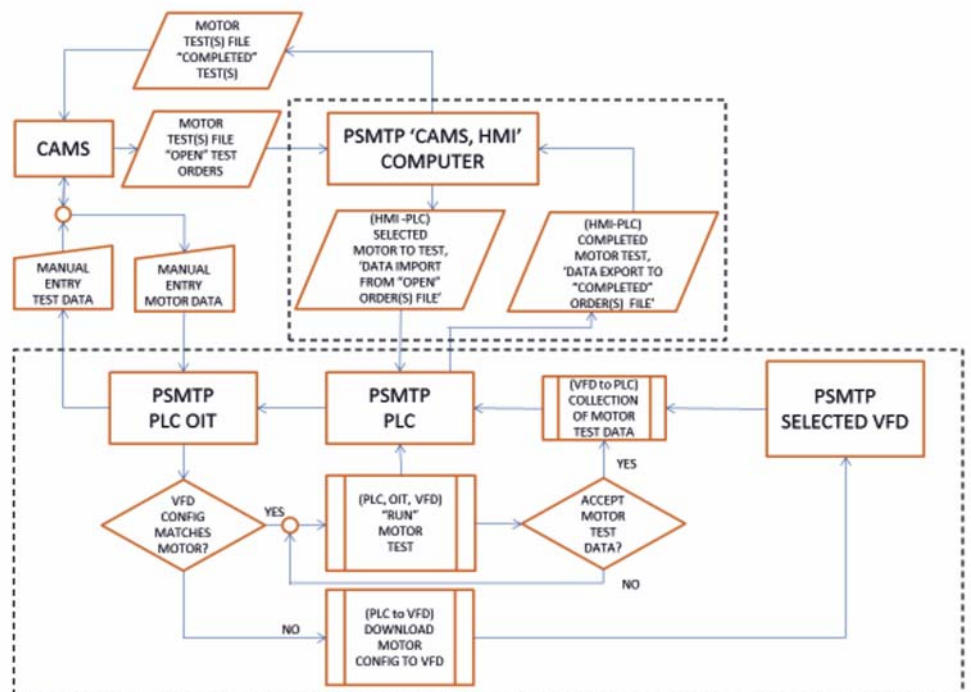 MOTOR
TEST(S) FILE
“COMPLETED”
TEST(S)
CAMS
MOTOR
TEST(S) FILE
“OPEN” TEST
ORDERS
PSMTP ‘CAMS, HMI’
COMPUTER
(HMI -PLC)
SELECTED
MOTOR TO TEST,
‘DATA IMPORT
FROM “OPEN”
ORDER(S) FILE’
(HMI-PLC)
COMPLETED
MOTOR TEST,
‘DATA EXPORT TO
“COMPLETED”
ORDER(S) FILE’
MANUAL
ENTRY
TEST DATA
MANUAL
ENTRY
MOTOR DATA
PSMTP
PLC OIT
PSMTP
PLC
(VFD to PLC)
COLLECTION
OF MOTOR
TEST DATA
PSMTP
SELECTED VFD
VFD
CONFIG
MATCHES
MOTOR?
YES
(PLC, OIT, VFD)
“RUN”
MOTOR
TEST
YES
ACCEPT
MOTOR
TEST
DATA?
NO
NO
(PLC to VFD)
DOWNLOAD
MOTOR
CONFIG TO VFD